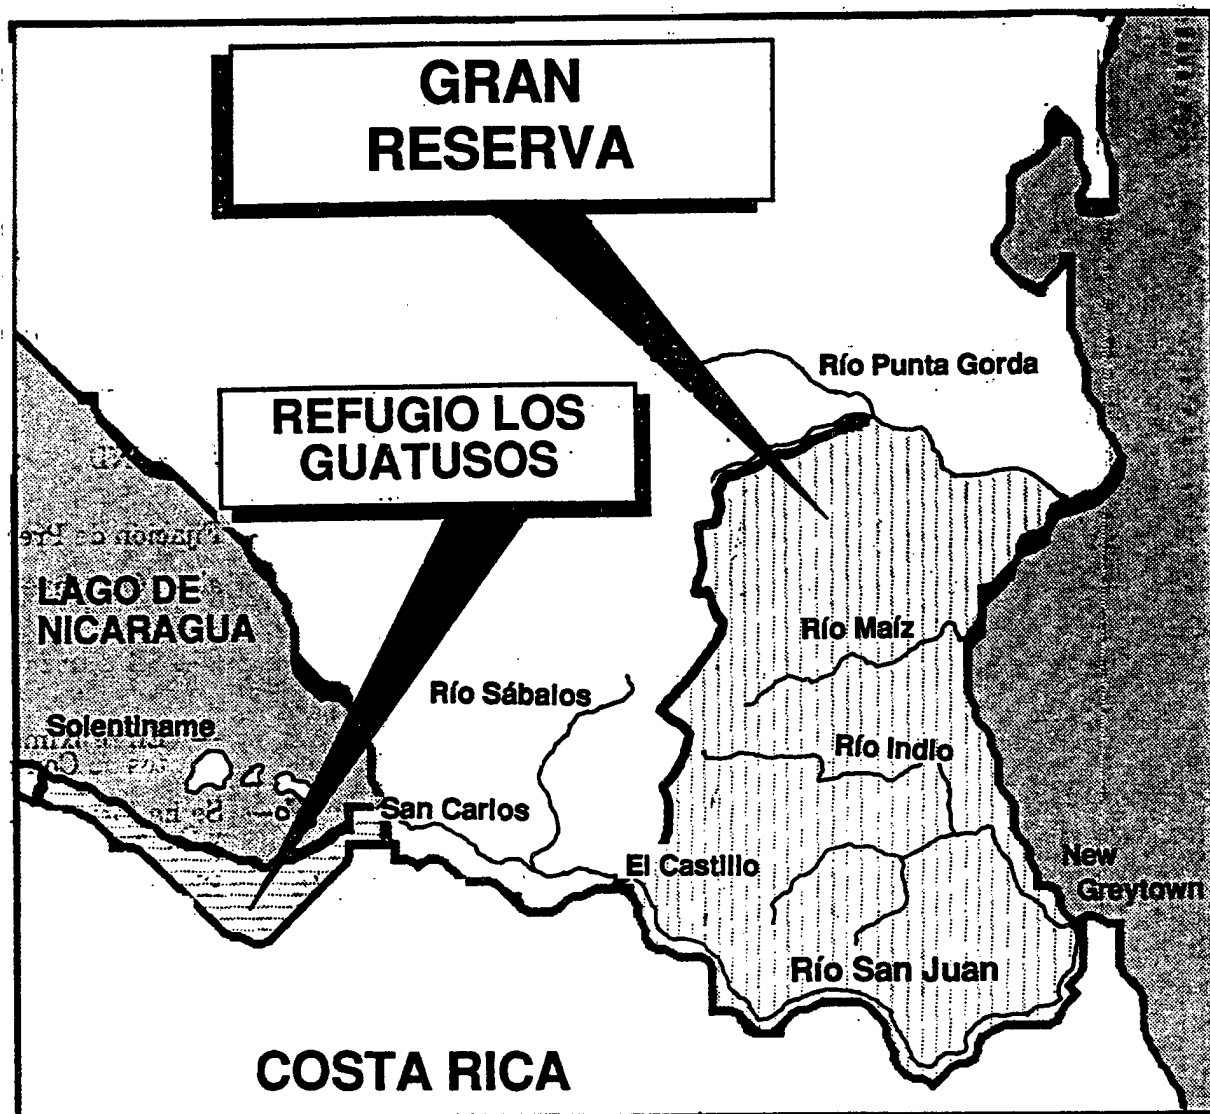 GRAN
RESERVA
Río Punta Gorda
REFUGIO LOS
GUATUSOS
LAGO DE
NICARAGUA
Río Maíz
Río Sábalos
Solentiname
Río Indio
San Carlos
El Castillo
New
Greytown
Río San Juan
COSTA RICA